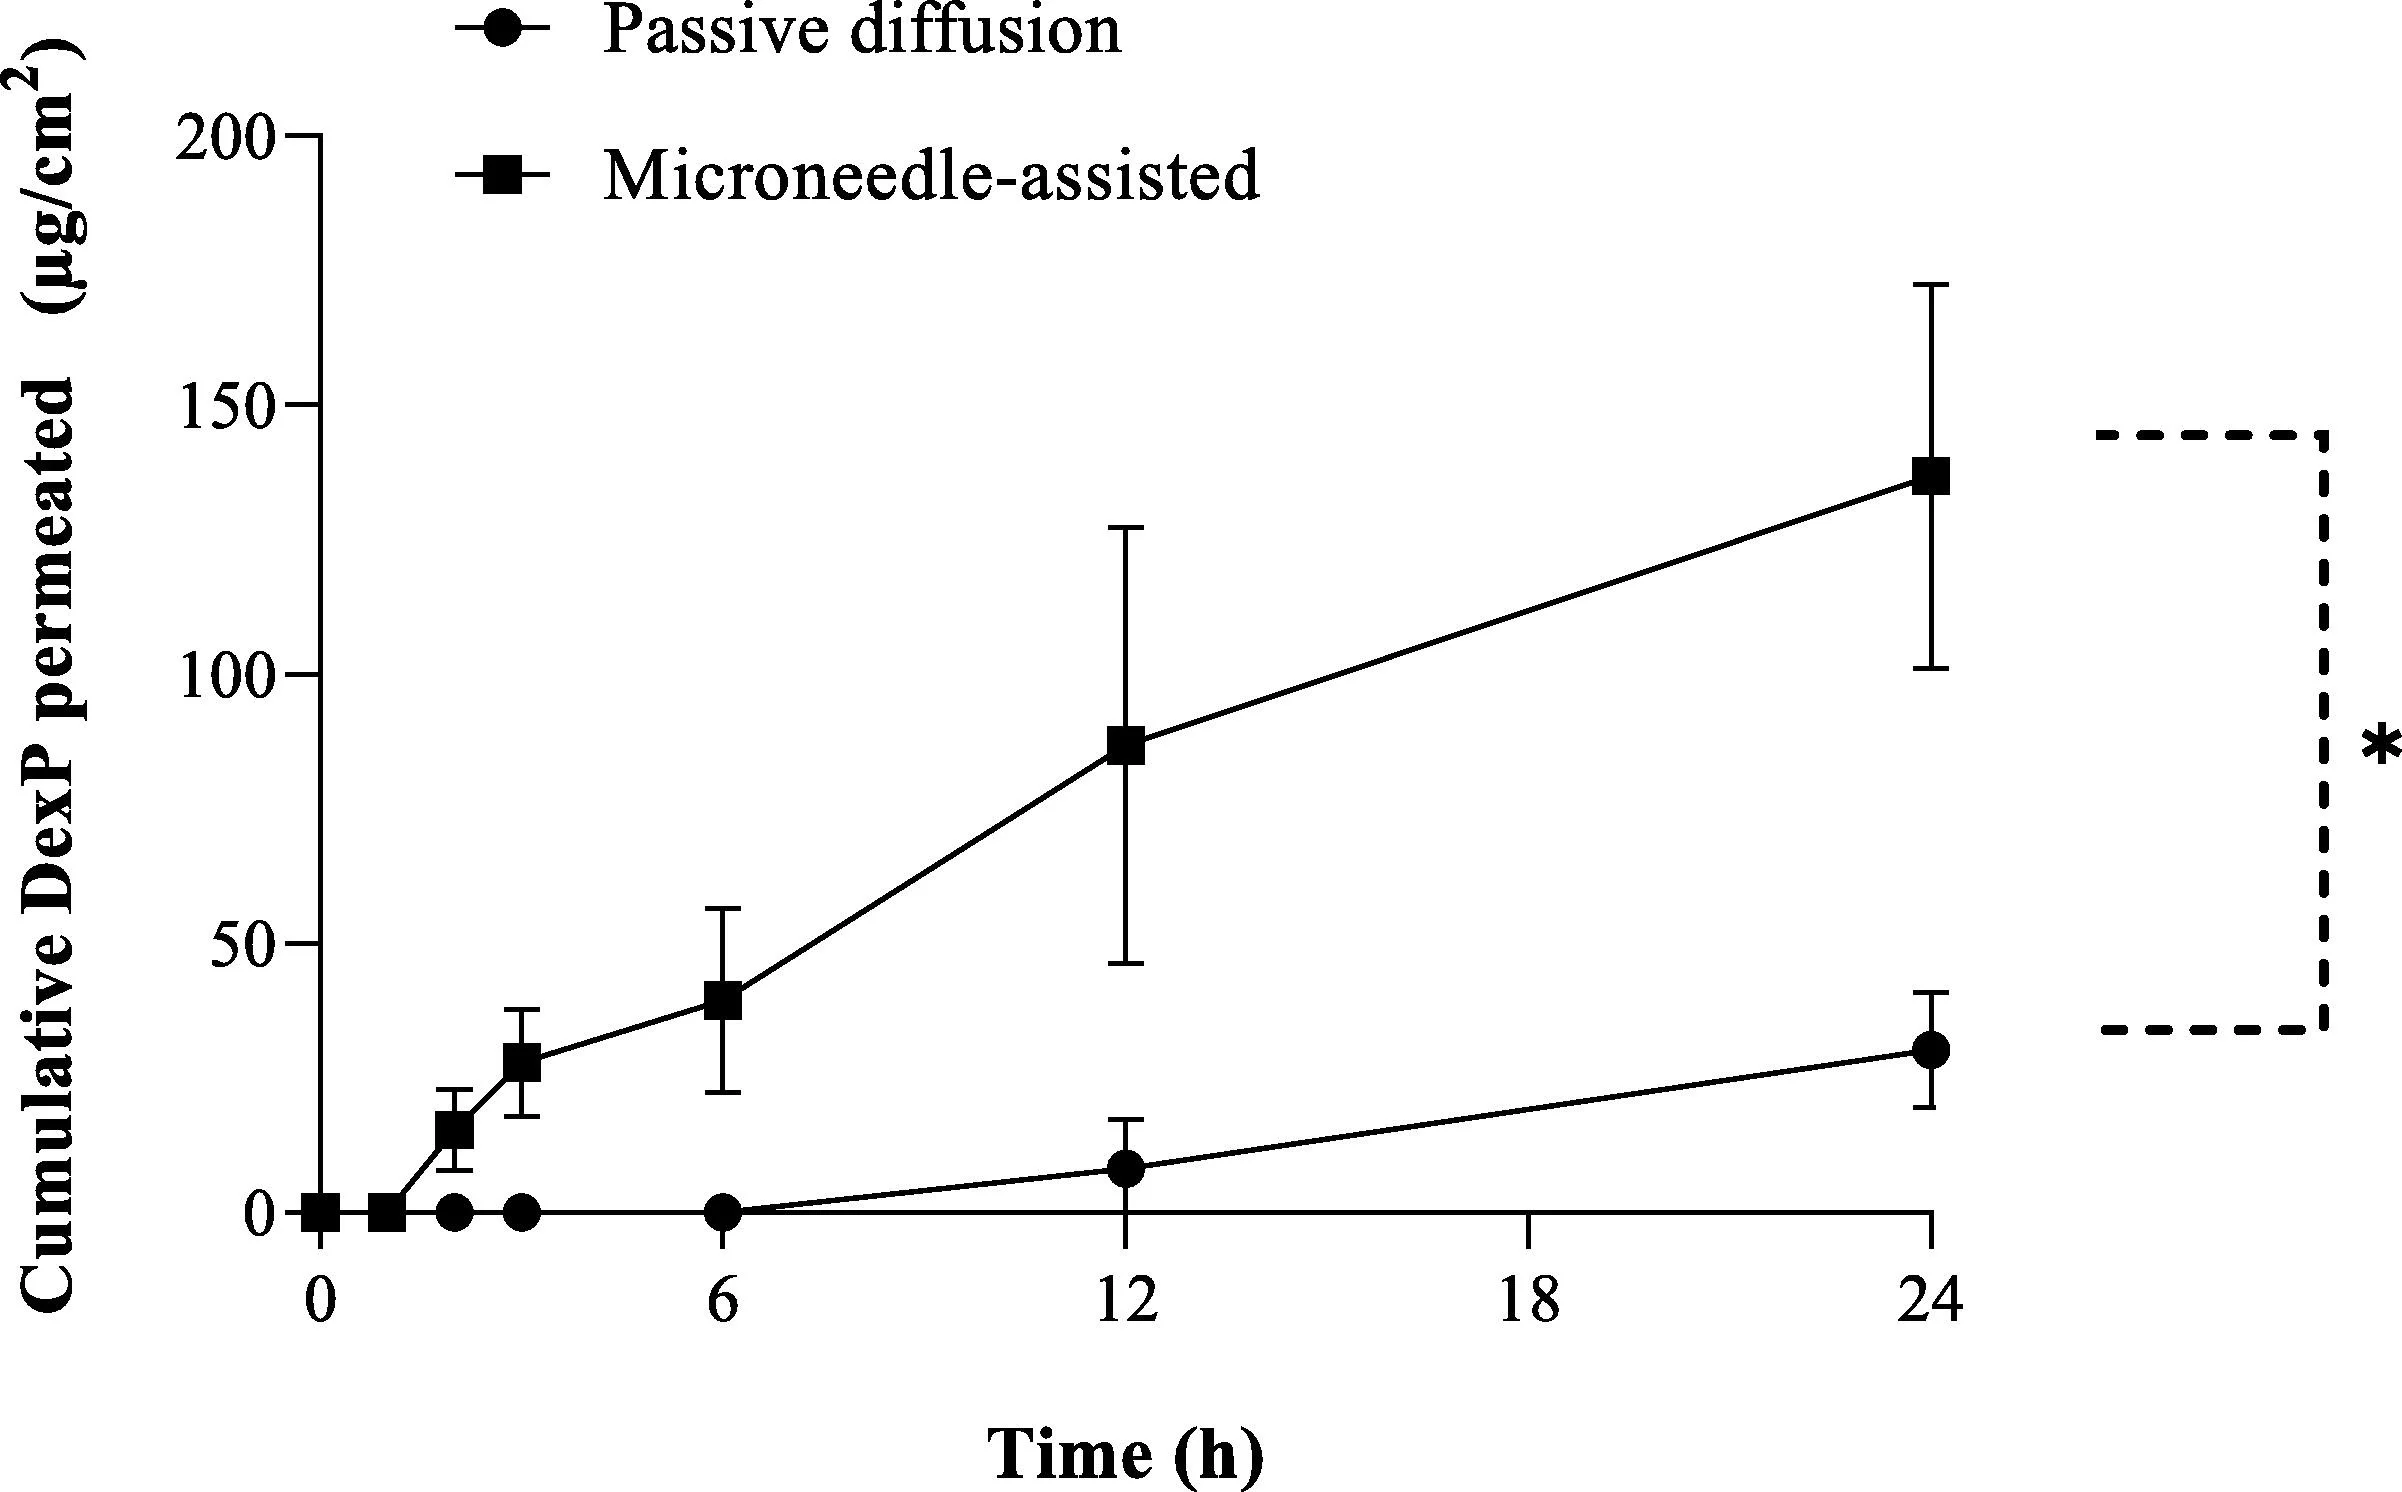 Passive diffusion
Microneedle-assisted
Cumulative DexP permeated (µg/cm²)
200
150
100
50
0
0 6 12 18 24
*
Time (h)